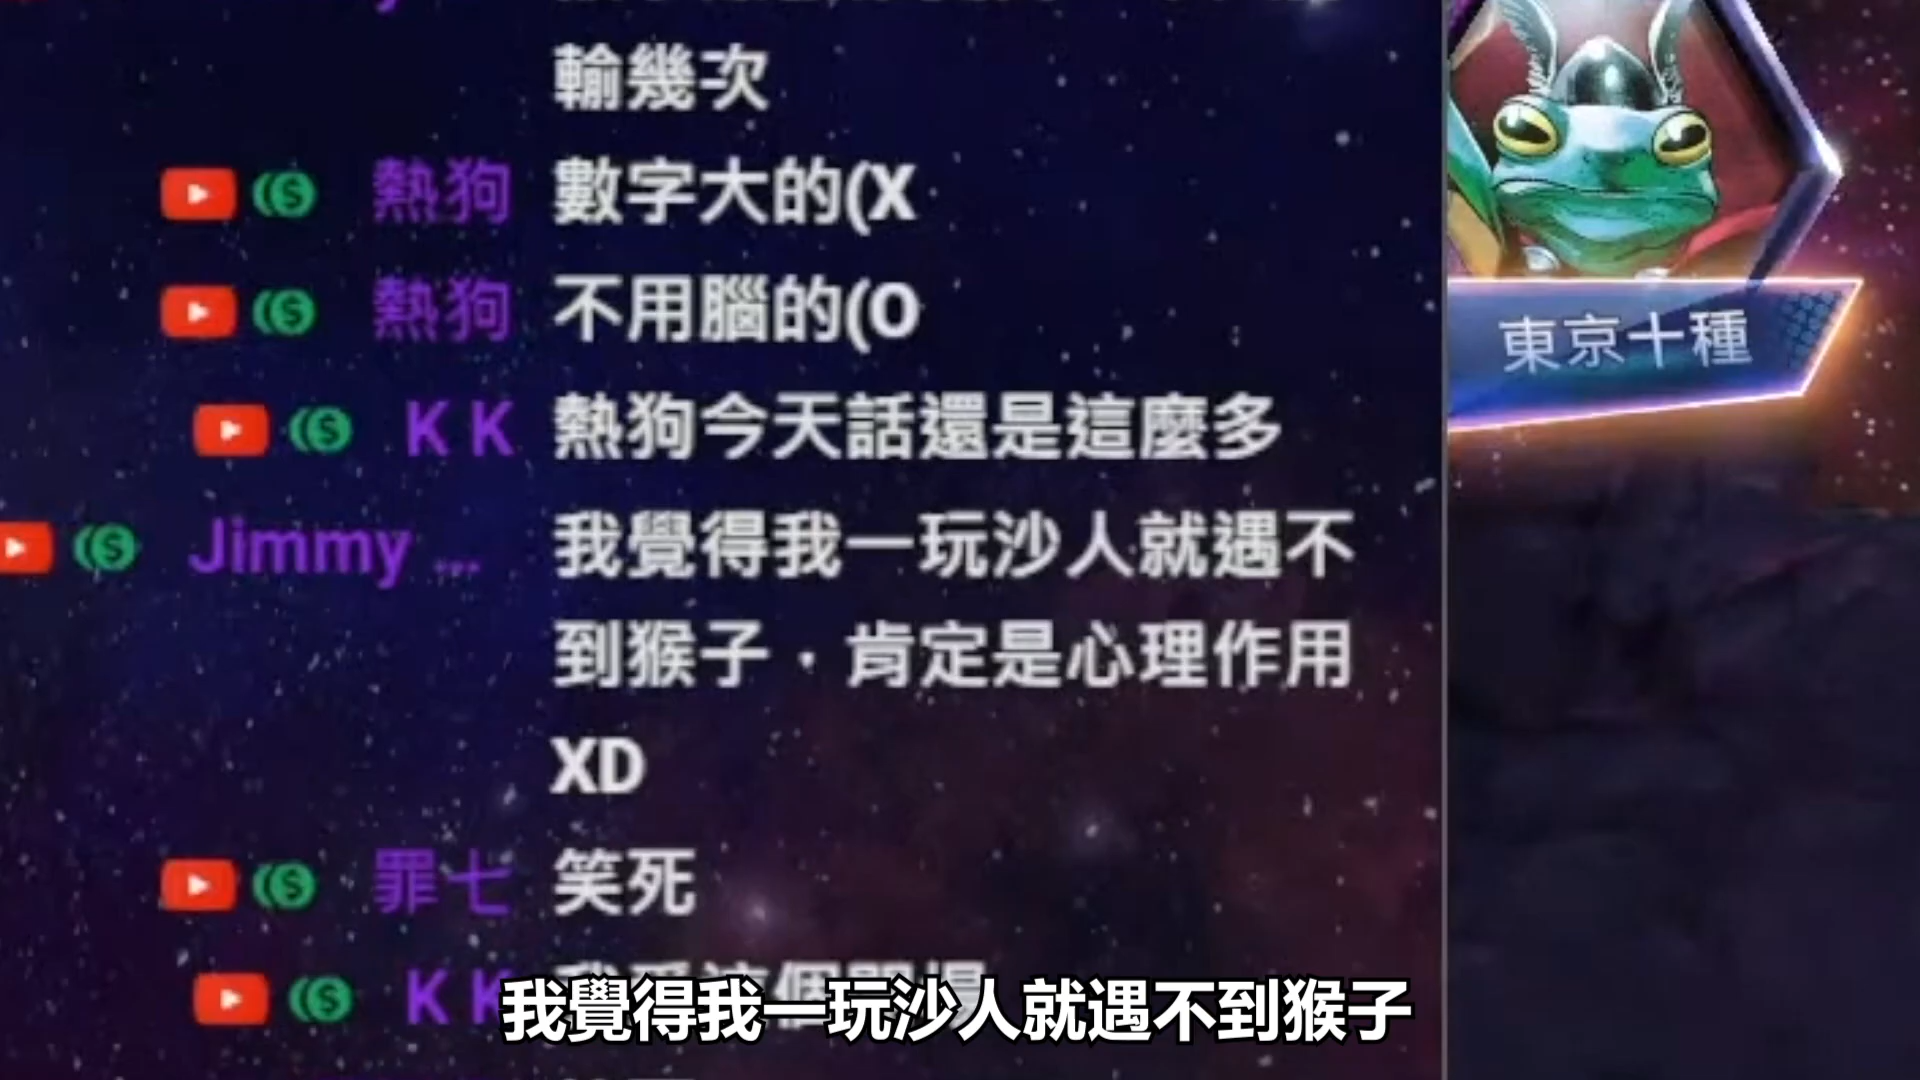 輸幾次
熱狗 數字大的(X
熱狗 不用腦的(O
K K 熱狗今天話還是這麼多
Jimmy ... 我覺得我一玩沙人就遇不
到猴子，肯定是心理作用
XD
罪七 笑死
K K
我覺得我一玩沙人就遇不到猴子
東京十種